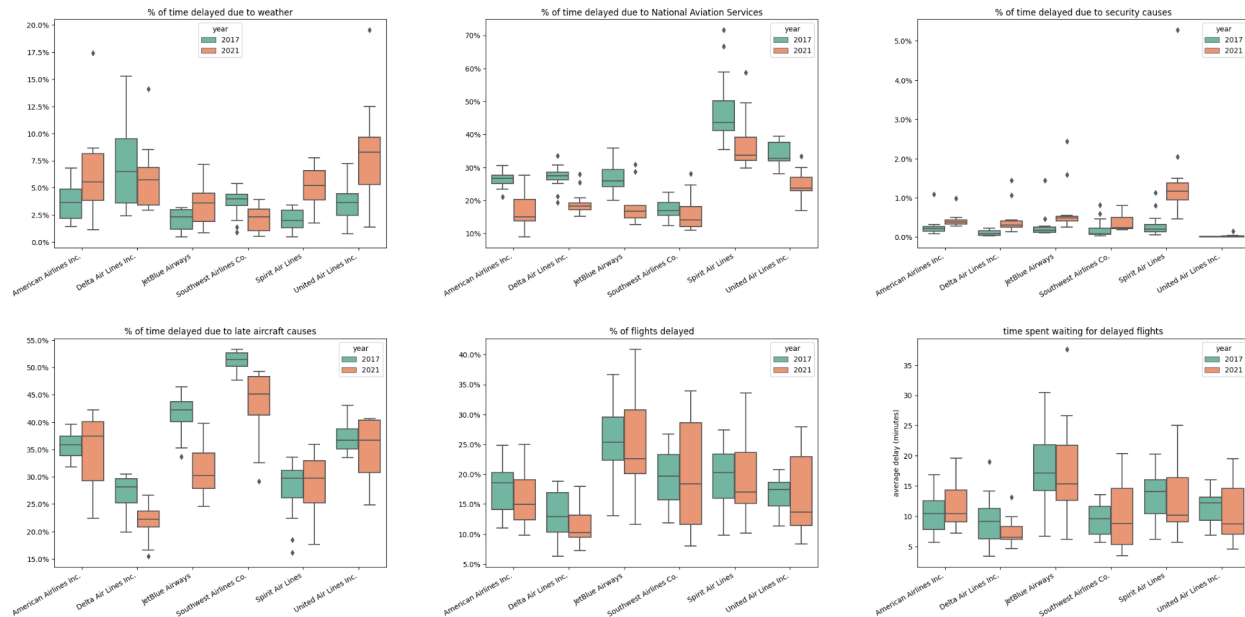 % of time delayed due to weather
20.0%
17.5%
15.0%
12.5%
10.0%
7.5%
5.0%
2.5%
0.0%
year
2017
2021
American Airlines Inc.
Delta Air Lines Inc.
JetBlue Airways
Southwest Airlines Co.
Spirit Air Lines
United Air Lines Inc.
% of time delayed due to National Aviation Services
70%
60%
50%
40%
30%
20%
10%
year
2017
2021
American Airlines Inc.
Delta Air Lines Inc.
JetBlue Airways
Southwest Airlines Co.
Spirit Air Lines
United Air Lines Inc.
% of time delayed due to security causes
5.0%
4.0%
3.0%
2.0%
1.0%
0.0%
year
2017
2021
American Airlines Inc.
Delta Air Lines Inc.
JetBlue Airways
Southwest Airlines Co.
Spirit Air Lines
United Air Lines Inc.
% of time delayed due to late aircraft causes
55.0%
50.0%
45.0%
40.0%
35.0%
30.0%
25.0%
20.0%
15.0%
year
2017
2021
American Airlines Inc.
Delta Air Lines Inc.
JetBlue Airways
Southwest Airlines Co.
Spirit Air Lines
United Air Lines Inc.
% of flights delayed
40.0%
35.0%
30.0%
25.0%
20.0%
15.0%
10.0%
5.0%
year
2017
2021
American Airlines Inc.
Delta Air Lines Inc.
JetBlue Airways
Southwest Airlines Co.
Spirit Air Lines
United Air Lines Inc.
time spent waiting for delayed flights
average delay (minutes)
35
30
25
20
15
10
5
year
2017
2021
American Airlines Inc.
Delta Air Lines Inc.
JetBlue Airways
Southwest Airlines Co.
Spirit Air Lines
United Air Lines Inc.